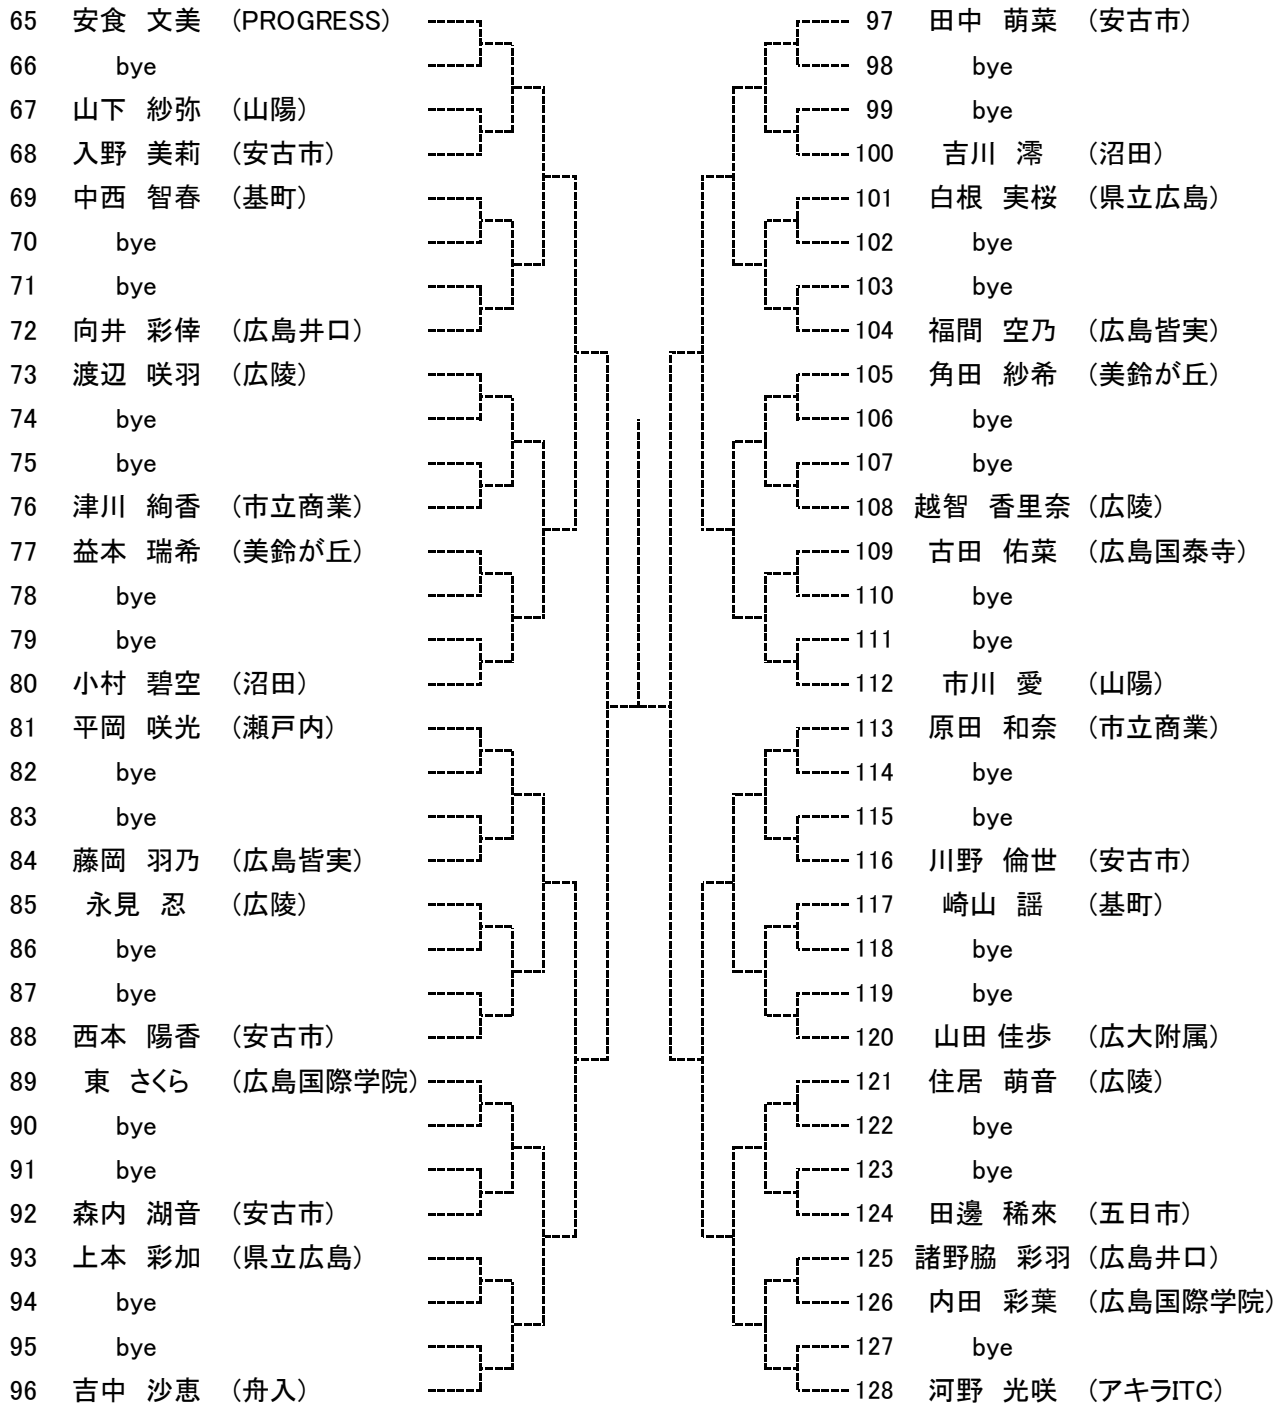 65 安食 文美 (PROGRESS)
66 bye
67 山下 紗弥 (山陽)
68 入野 美莉 (安古市)
69 中西 智春 (基町)
70 bye
71 bye
72 向井 彩倖 (広島井口)
73 渡辺 咲羽 (広陵)
74 bye
75 bye
76 津川 絢香 (市立商業)
77 益本 瑞希 (美鈴が丘)
78 bye
79 bye
80 小村 碧空 (沼田)
81 平岡 咲光 (瀬戸内)
82 bye
83 bye
84 藤岡 羽乃 (広島皆実)
85 永見 忍 (広陵)
86 bye
87 bye
88 西本 陽香 (安古市)
89 東 さくら (広島国際学院)
90 bye
91 bye
92 森内 湖音 (安古市)
93 上本 彩加 (県立広島)
94 bye
95 bye
96 吉中 沙恵 (舟入)
97 田中 萌菜 (安古市)
98 bye
99 bye
100 吉川 澪 (沼田)
101 白根 実桜 (県立広島)
102 bye
103 bye
104 福間 空乃 (広島皆実)
105 角田 紗希 (美鈴が丘)
106 bye
107 bye
108 越智 香里奈 (広陵)
109 古田 佑菜 (広島国泰寺)
110 bye
111 bye
112 市川 愛 (山陽)
113 原田 和奈 (市立商業)
114 bye
115 bye
116 川野 倫世 (安古市)
117 崎山 謡 (基町)
118 bye
119 bye
120 山田 佳歩 (広大附属)
121 住居 萌音 (広陵)
122 bye
123 bye
124 田邊 稀來 (五日市)
125 諸野脇 彩羽 (広島井口)
126 内田 彩葉 (広島国際学院)
127 bye
128 河野 光咲 (アキラITC)